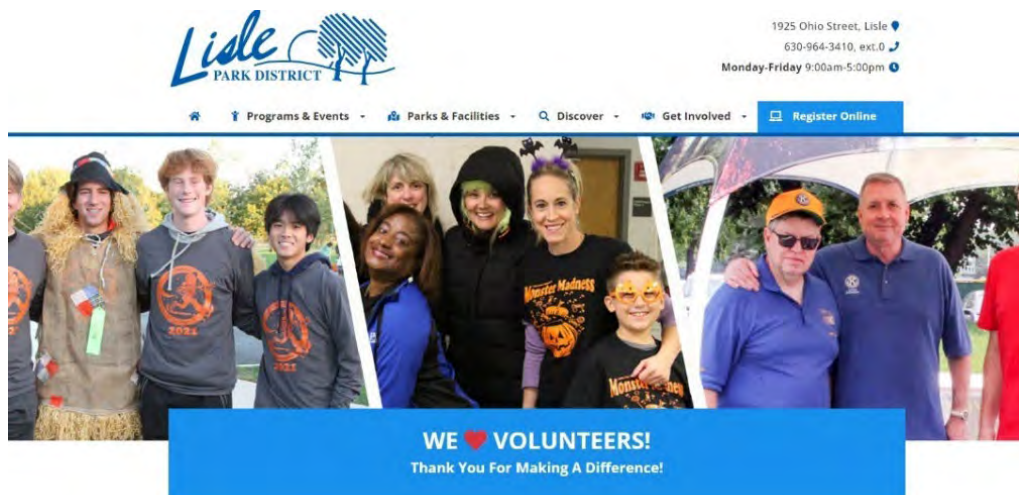 Lisle
PARK DISTRICT
1925 Ohio Street, Lisle
630-964-3410, ext.0
Monday-Friday 9:00am-5:00pm
Programs & Events
Parks & Facilities
Discover
Get Involved
Register Online
2021
2021
Monster Madness
WE ❤ VOLUNTEERS!
Thank You For Making A Difference!